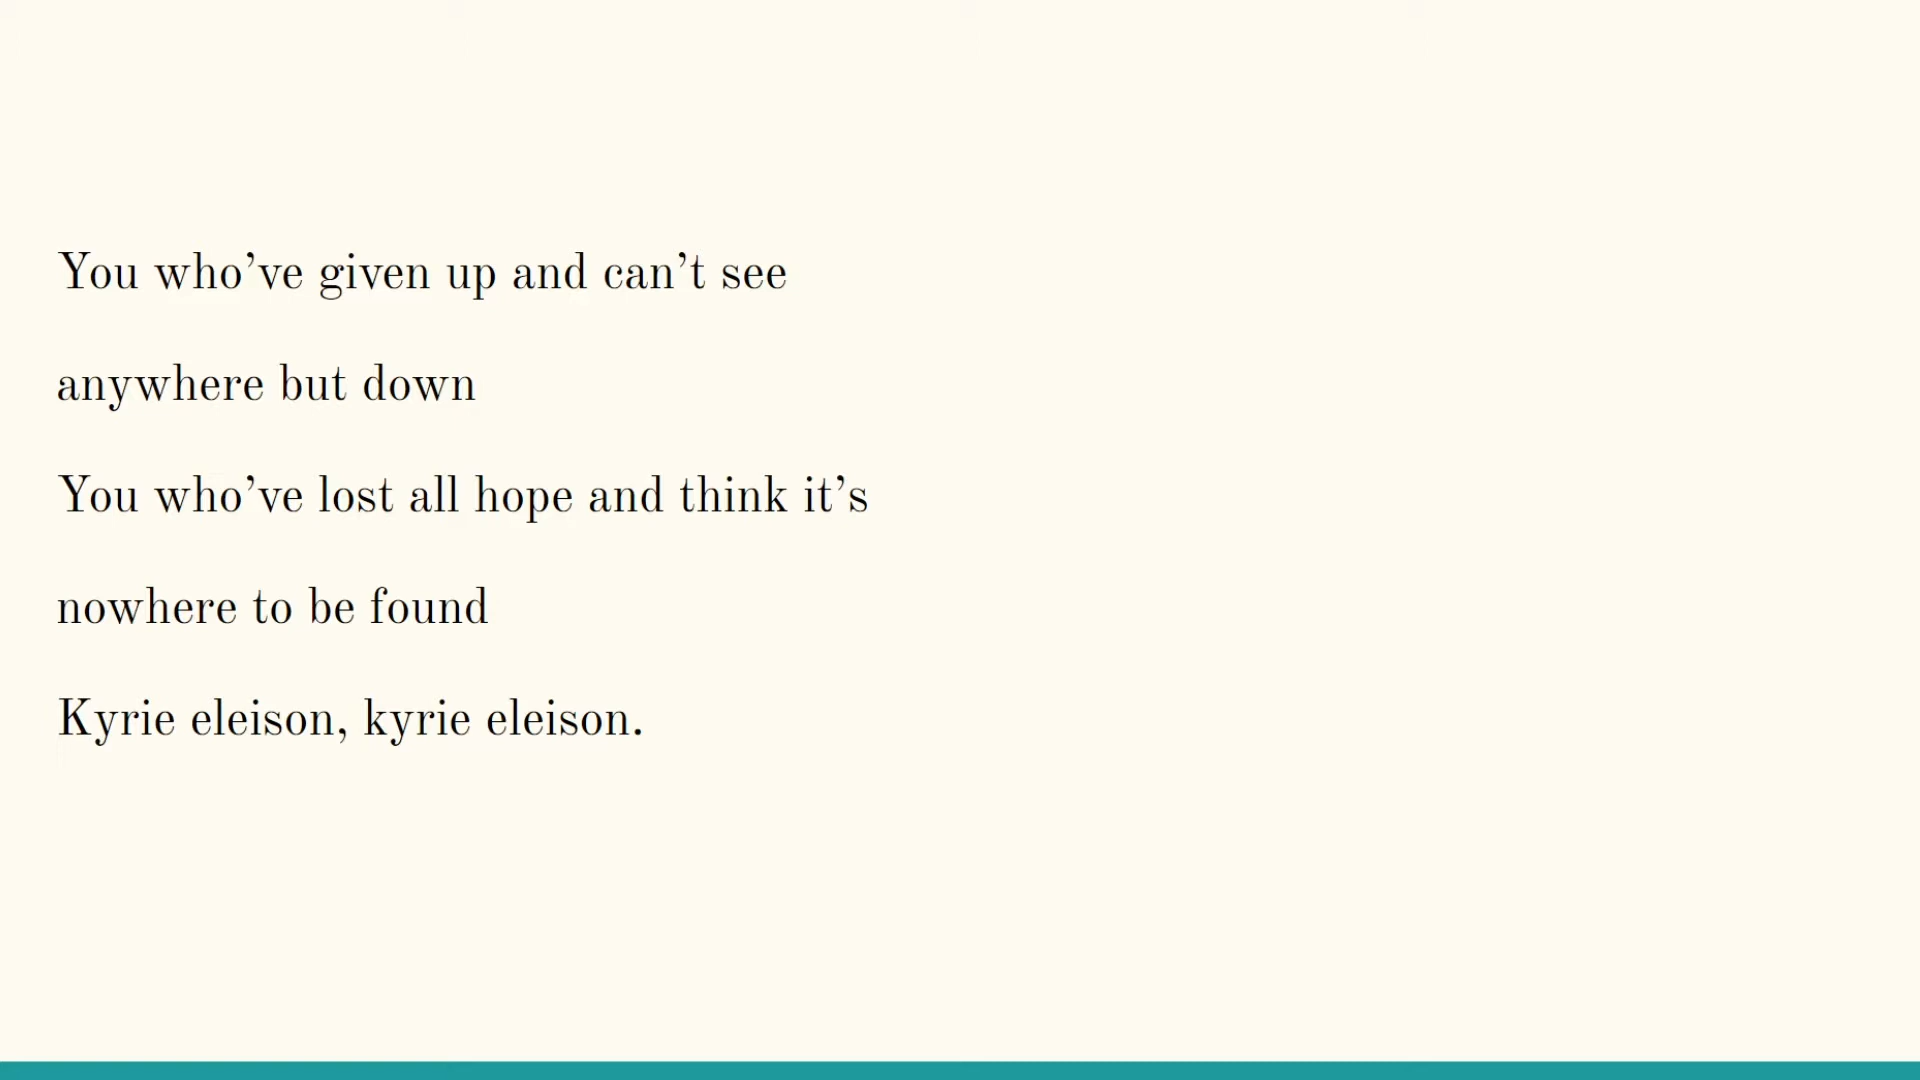 You who’ve given up and can’t see
anywhere but down
You who’ve lost all hope and think it’s
nowhere to be found
Kyrie eleison, kyrie eleison.